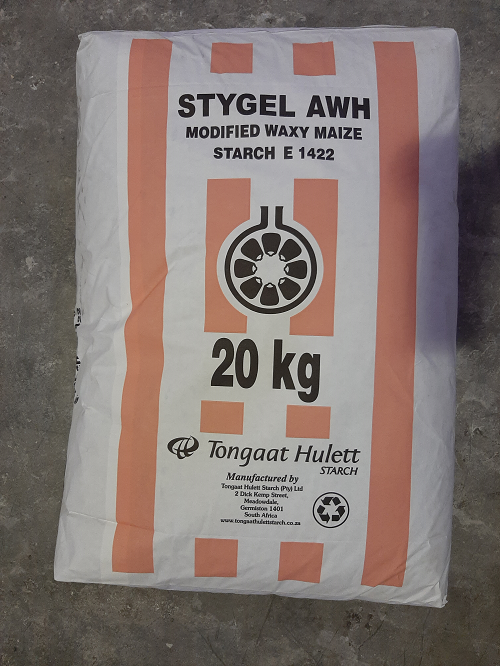 STYGEL AWH
MODIFIED WAXY MAIZE
STARCH E 1422
20 kg
Tongaat Hulett
STARCH
Manufactured by
Tongaat Hulett Starch (Pty) Ltd
2 Dick Kemp Street,
Meadowdale,
Germiston 1401
South Africa
www.tongaathulettstarch.co.za